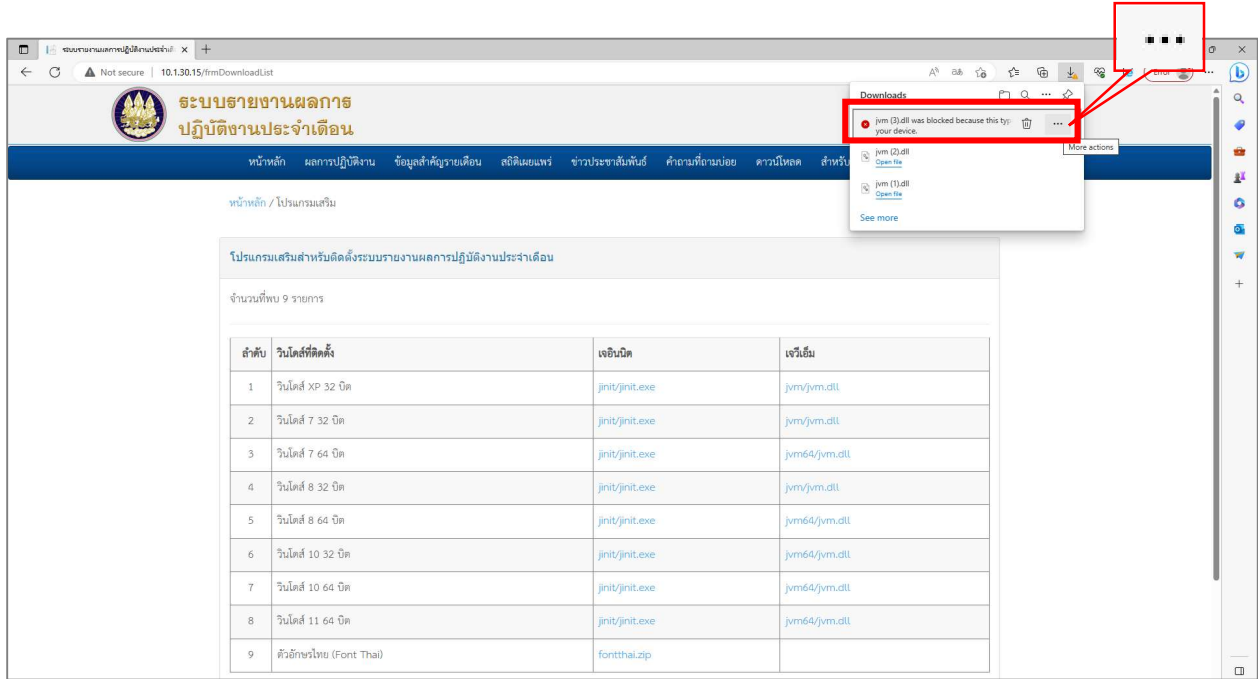 ระบบรายงานผลการปฏิบัติงานประจำเดื
Not secure | 10.1.30.15/frmDownloadList
ระบบรายงานผลการ
ปฏิบัติงานประจำเดือน
หน้าหลัก ผลการปฏิบัติงาน ข้อมูลสำคัญรายเดือน สถิติเผยแพร่ ข่าวประชาสัมพันธ์ คำถามที่ถามบ่อย ดาวน์โหลด สำหรับ
Downloads
jvm (3).dll was blocked because this typ
your device.
More actions
jvm (2).dll
Open file
jvm (1).dll
Open file
See more
หน้าหลัก / โปรแกรมเสริม
โปรแกรมเสริมสำหรับติดตั้งระบบรายงานผลการปฏิบัติงานประจำเดือน
จำนวนที่พบ 9 รายการ
ลำดับ วินโดส์ที่ติดตั้ง เจอินนิต เจวีเอ็ม
1 วินโดส์ XP 32 บิต jinit/jinit.exe jvm/jvm.dll
2 วินโดส์ 7 32 บิต jinit/jinit.exe jvm/jvm.dll
3 วินโดส์ 7 64 บิต jinit/jinit.exe jvm64/jvm.dll
4 วินโดส์ 8 32 บิต jinit/jinit.exe jvm/jvm.dll
5 วินโดส์ 8 64 บิต jinit/jinit.exe jvm64/jvm.dll
6 วินโดส์ 10 32 บิต jinit/jinit.exe jvm64/jvm.dll
7 วินโดส์ 10 64 บิต jinit/jinit.exe jvm64/jvm.dll
8 วินโดส์ 11 64 บิต jinit/jinit.exe jvm64/jvm.dll
9 ตัวอักษรไทย (Font Thai) fontthai.zip